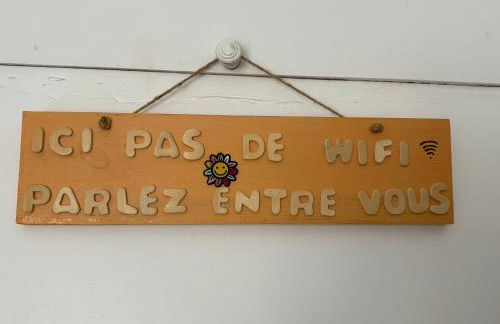 ICI PAS DE WIFI
PARLEZ ENTRE VOUS